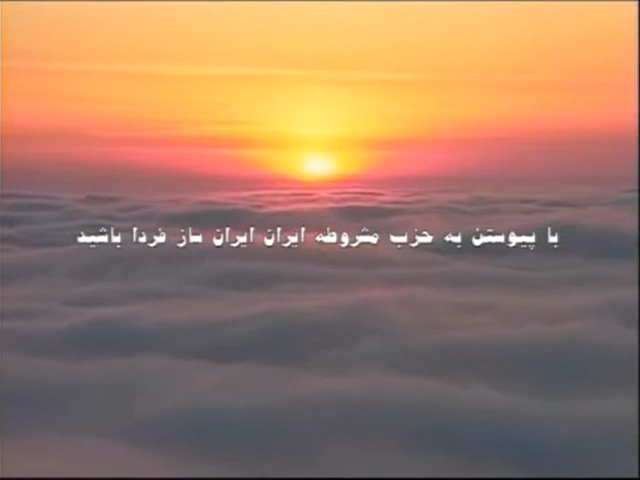 با پیوستن به حزب مشروطه ایران ایران ساز فردا باشید